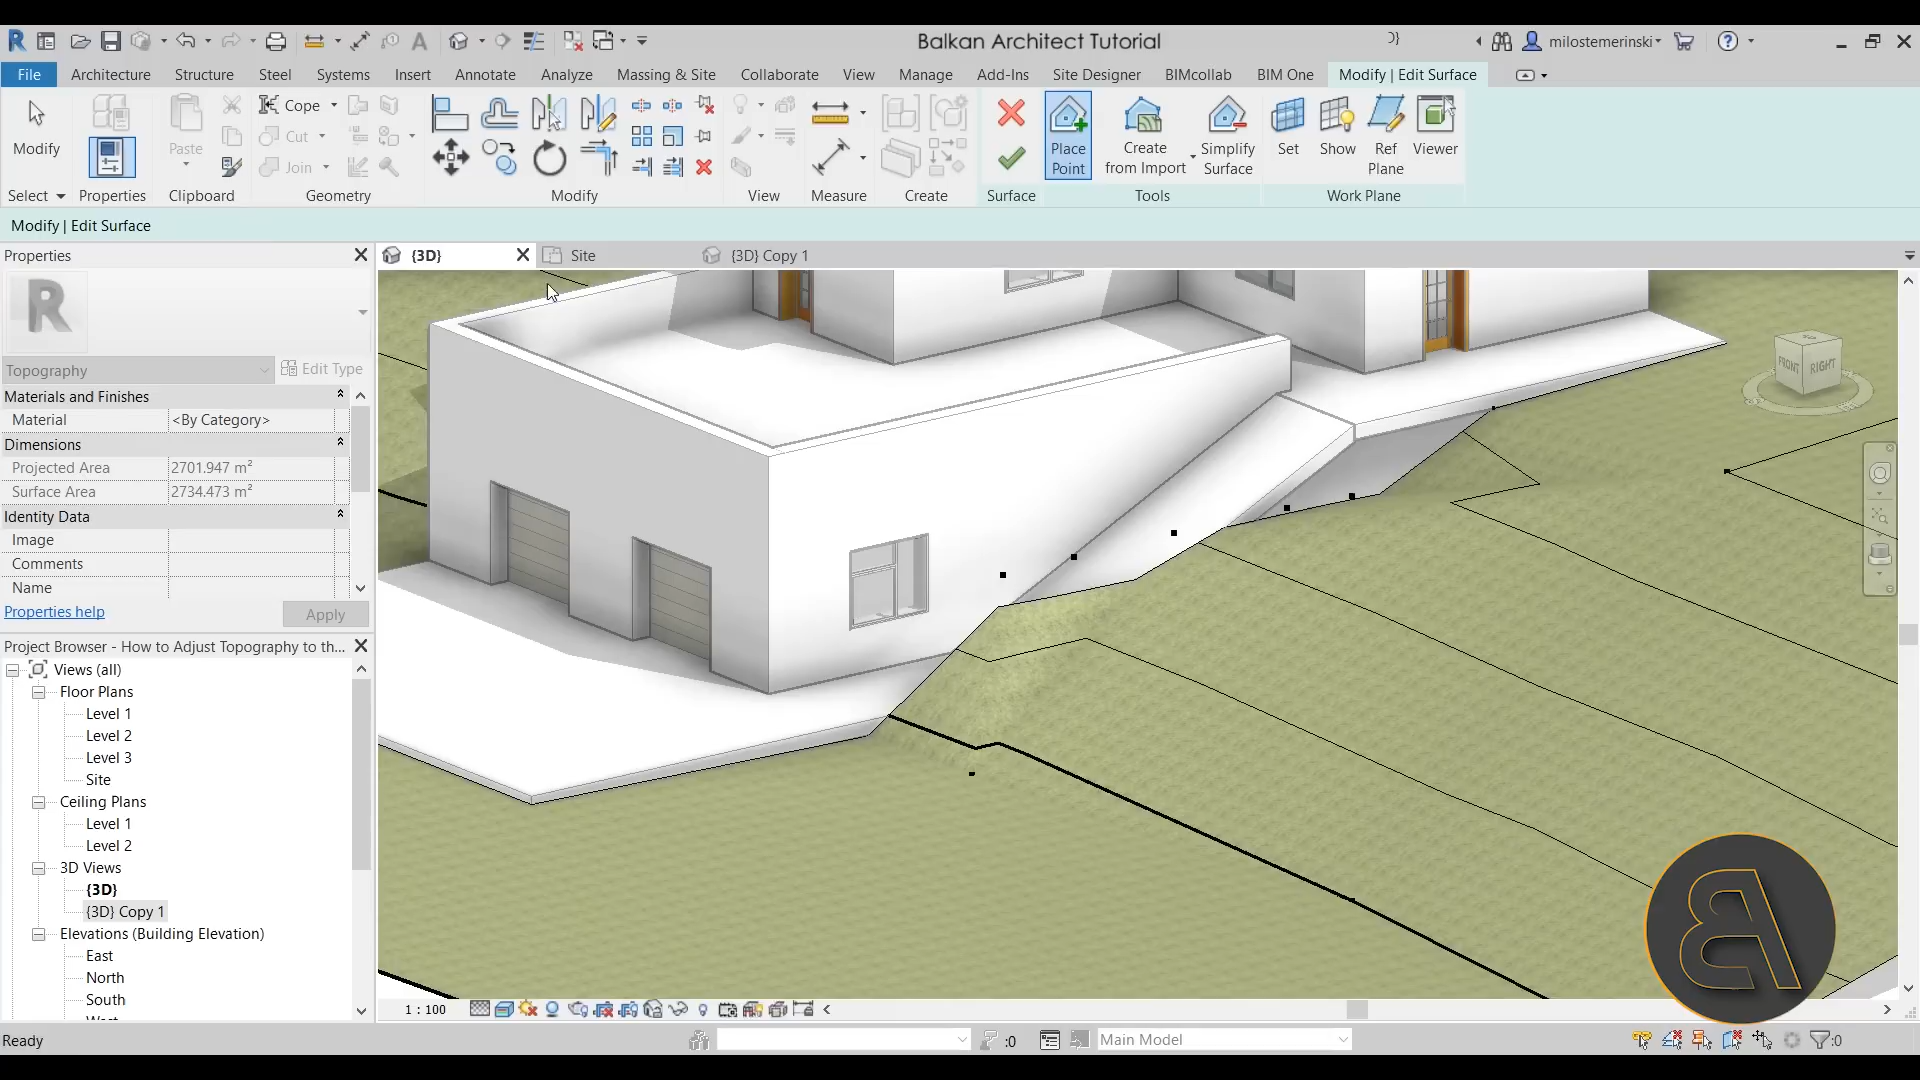 Balkan Architect Tutorial
milostemerinski
File Architecture Structure Steel Systems Insert Annotate Analyze Massing & Site Collaborate View Manage Add-Ins Site Designer BIMcollab BIM One Modify | Edit Surface
Modify
Paste
Cope
Cut
Join
Place Point
Create from Import
Simplify Surface
Set
Show
Ref Plane
Viewer
Select Properties Clipboard Geometry Modify View Measure Create Surface Tools Work Plane
Modify | Edit Surface
Properties
{3D} Site {3D} Copy 1
R
Topography Edit Type
Materials and Finishes
Material <By Category>
Dimensions
Projected Area 2701.947 m²
Surface Area 2734.473 m²
Identity Data
Image
Comments
Name
Properties help Apply
FRONT RIGHT
Project Browser - How to Adjust Topography to th...
Views (all)
Floor Plans
Level 1
Level 2
Level 3
Site
Ceiling Plans
Level 1
Level 2
3D Views
{3D}
{3D} Copy 1
Elevations (Building Elevation)
East
North
South
1 : 100
Ready :0 Main Model :0